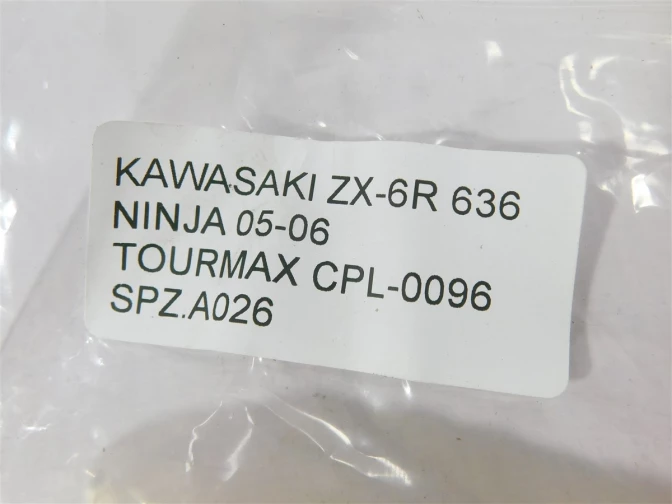 KAWASAKI ZX-6R 636
NINJA 05-06
TOURMAX CPL-0096
SPZ.A026